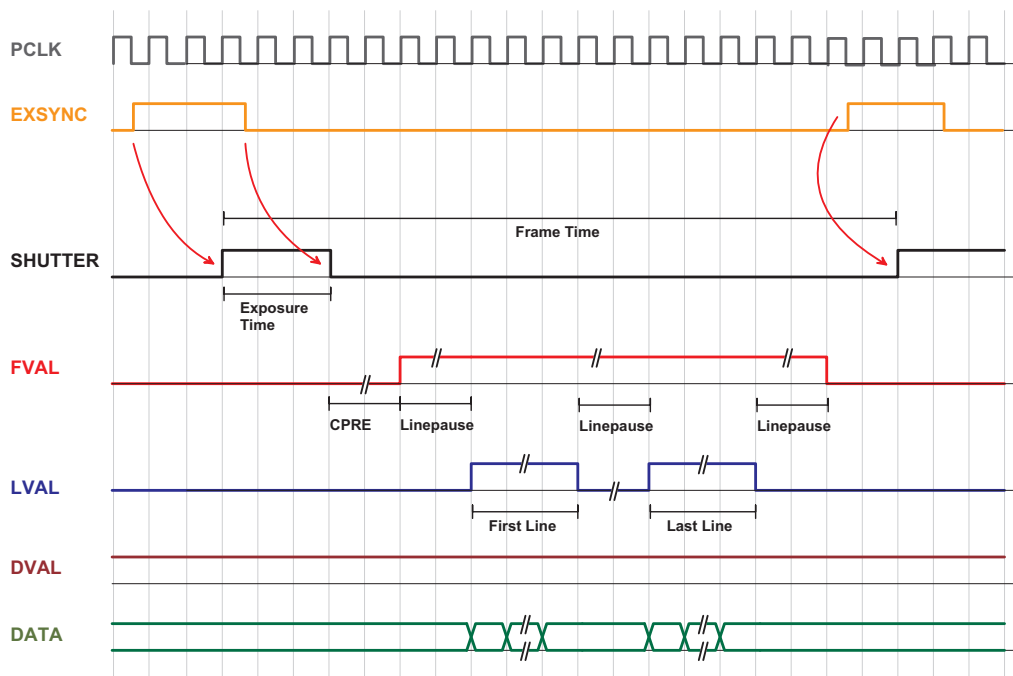 PCLK
EXSYNC
Frame Time
SHUTTER
Exposure
Time
FVAL
CPRE
Linepause
Linepause
Linepause
LVAL
First Line
Last Line
DVAL
DATA